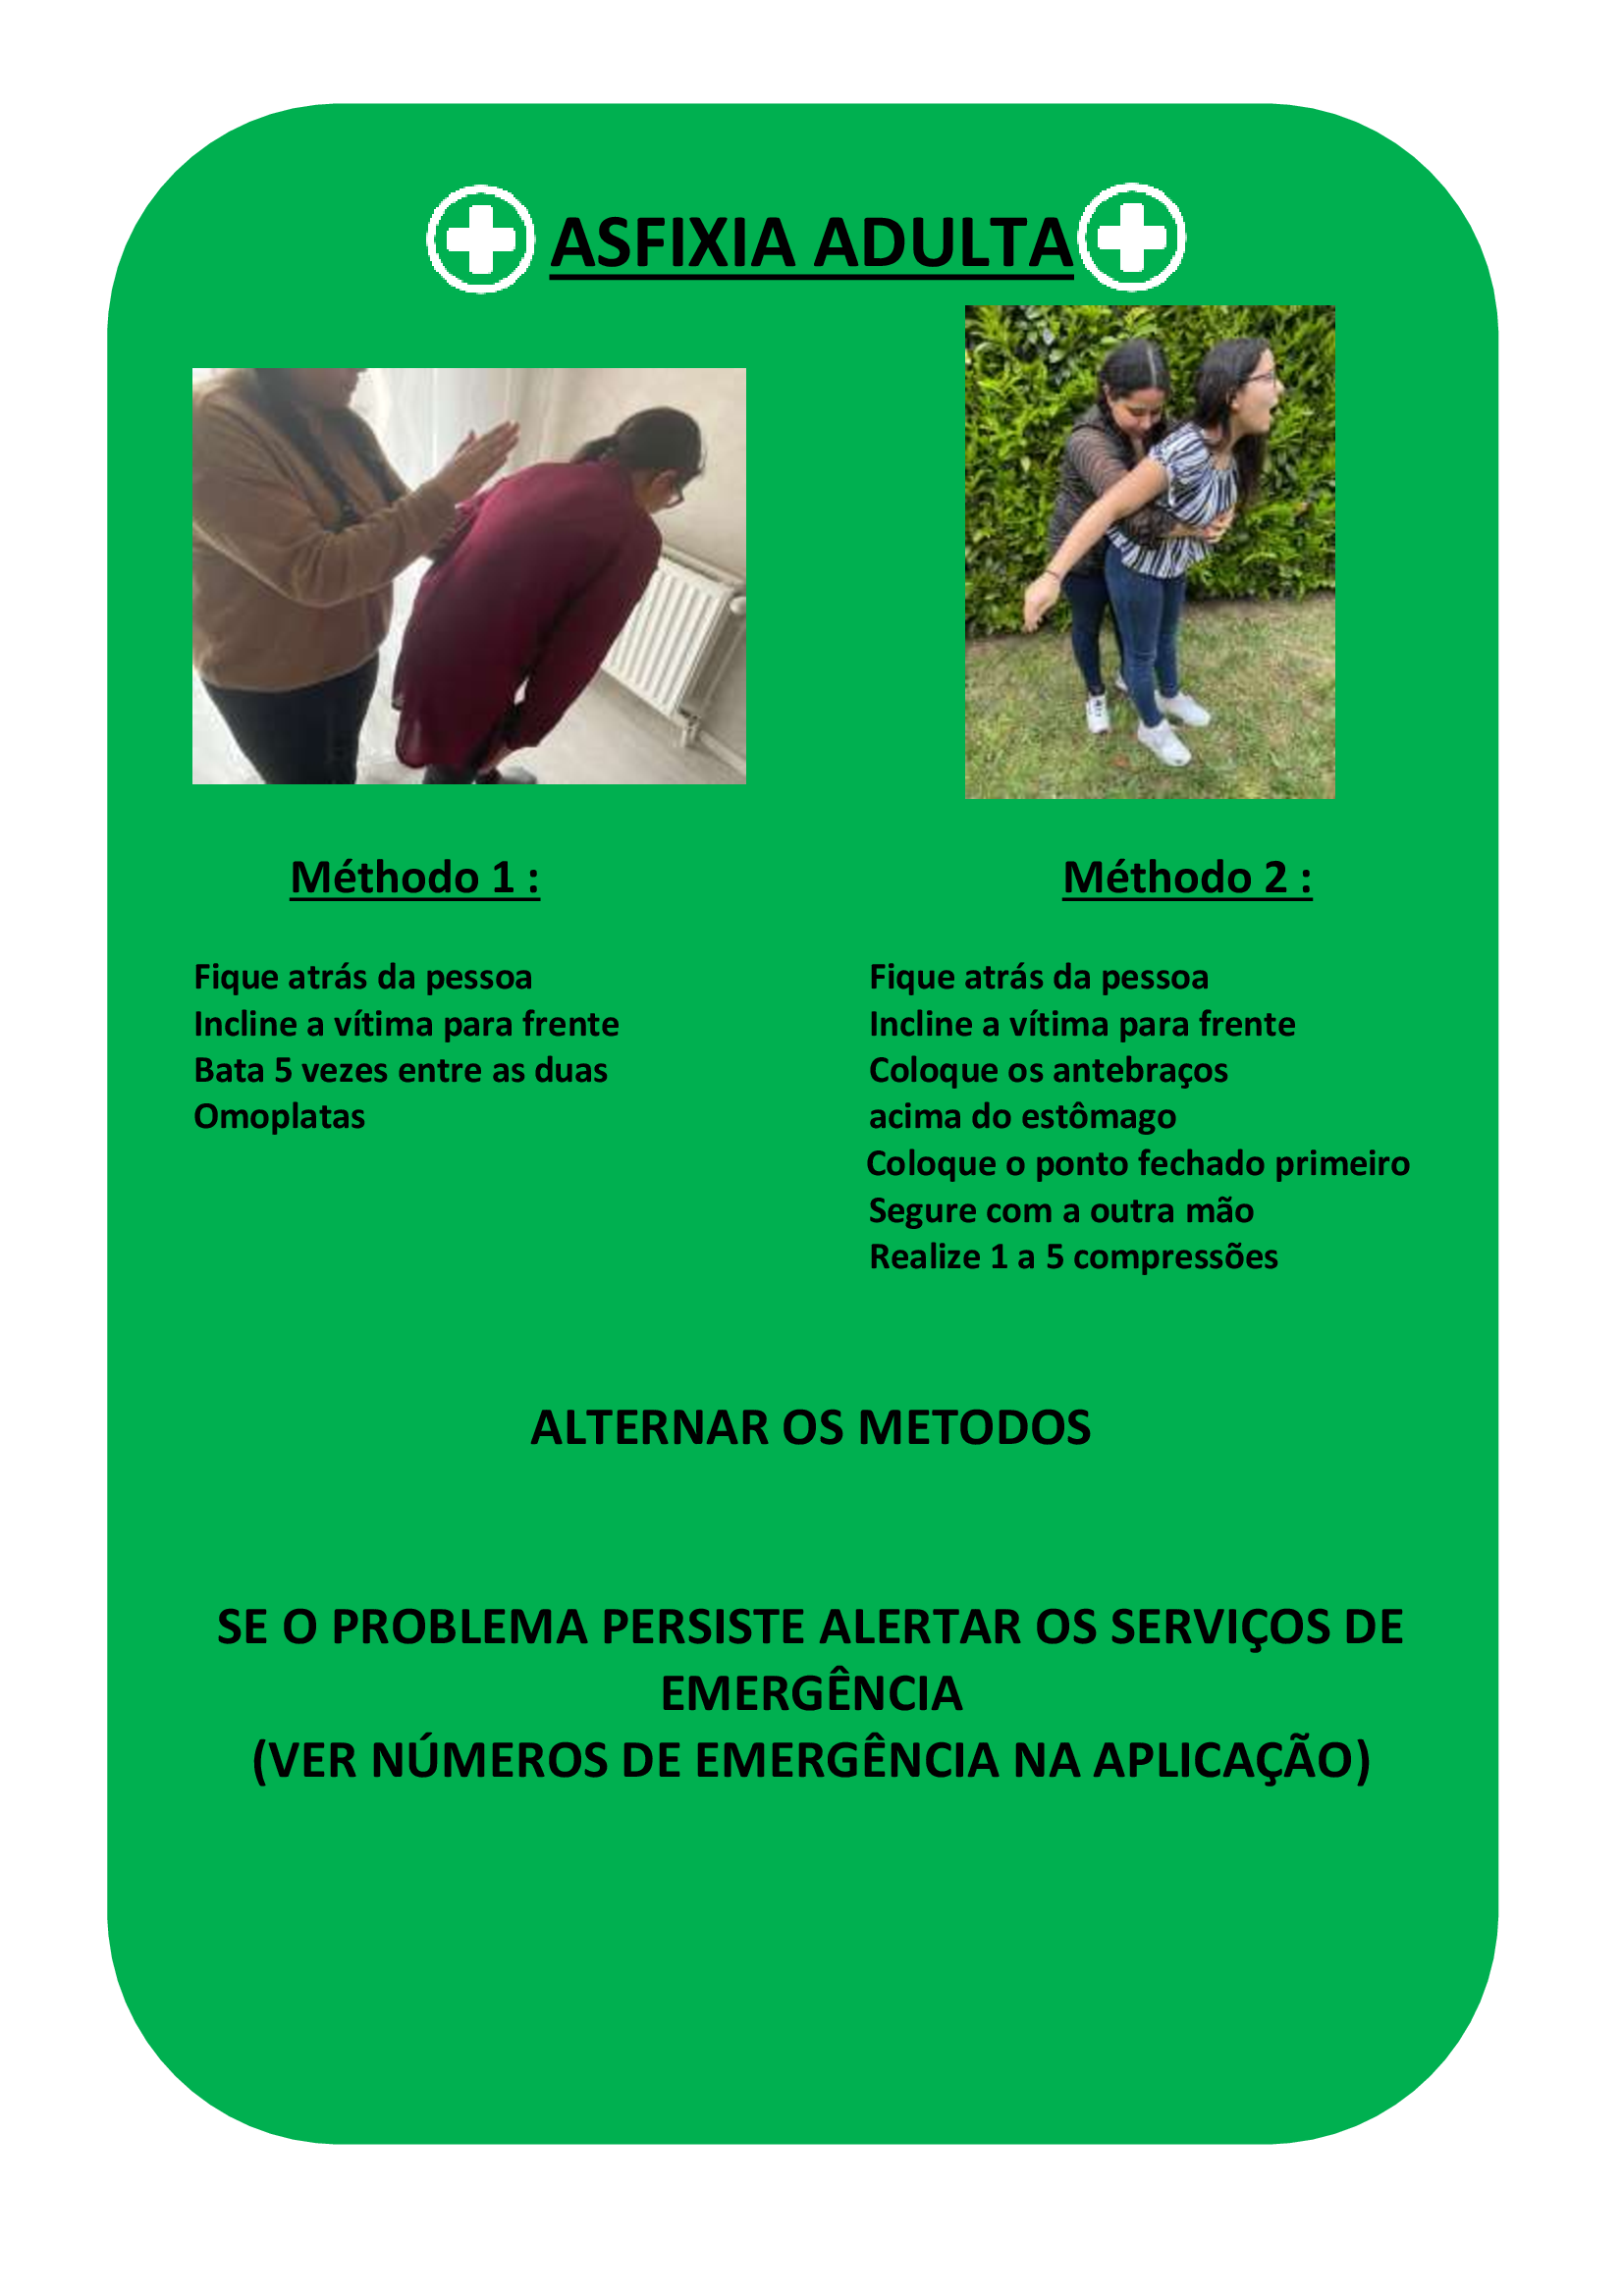 ASFIXIA ADULTA
Méthodo 1 :
Fique atrás da pessoa
Incline a vítima para frente
Bata 5 vezes entre as duas
Omoplatas
Méthodo 2 :
Fique atrás da pessoa
Incline a vítima para frente
Coloque os antebraços
acima do estômago
Coloque o ponto fechado primeiro
Segure com a outra mão
Realize 1 a 5 compressões
ALTERNAR OS METODOS
SE O PROBLEMA PERSISTE ALERTAR OS SERVIÇOS DE
EMERGÊNCIA
(VER NÚMEROS DE EMERGÊNCIA NA APLICAÇÃO)